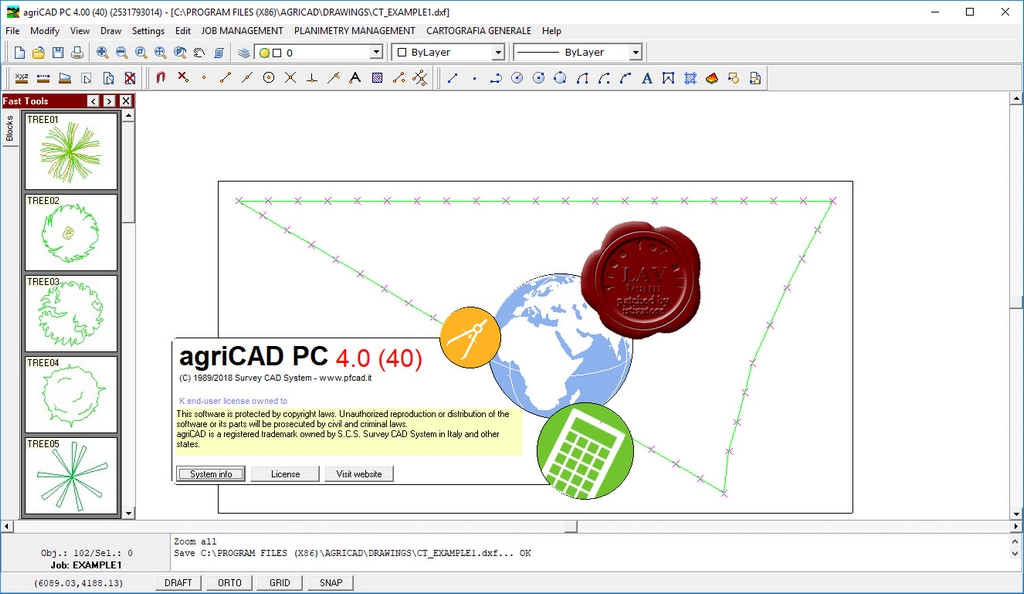 agriCAD PC 4.00 (40) (2531793014) - [C:\PROGRAM FILES (X86)\AGRICAD\DRAWINGS\CT_EXAMPLE1.dxf]
File Modify View Draw Settings Edit JOB MANAGEMENT PLANIMETRY MANAGEMENT CARTOGRAFIA GENERALE Help
0 ByLayer ByLayer
Fast Tools
Blocks
TREE01
TREE02
TREE03
TREE04
TREE05
LAV
team
patched by
agriCAD PC 4.0 (40)
(C) 1989/2018 Survey CAD System - www.pfcad.it
K end-user license owned to
This software is protected by copyright laws. Unauthorized reproduction or distribution of the
software or its parts will be prosecuted by civil and criminal laws.
agriCAD is a registered trademark owned by S.C.S. Survey CAD System in Italy and other
states.
System info License Visit website
Zoom all
Save C:\PROGRAM FILES (X86)\AGRICAD\DRAWINGS\CT_EXAMPLE1.dxf... OK
Obj.: 102/Sel.: 0
Job: EXAMPLE1
(6089.03,4188.13) DRAFT ORTO GRID SNAP